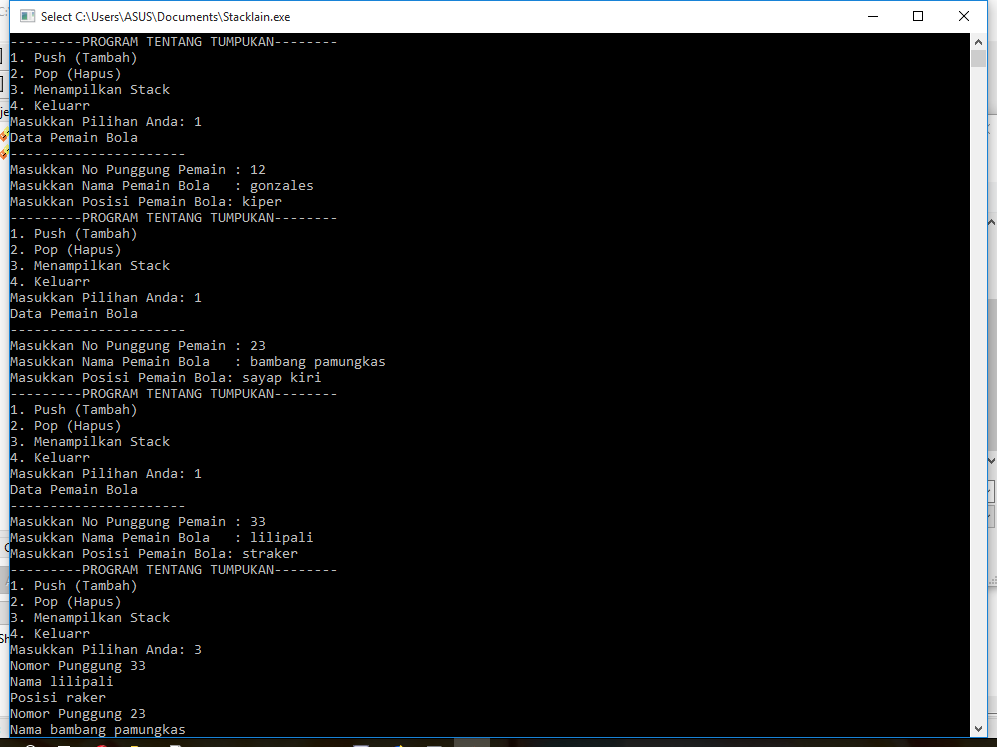 Select C:\Users\ASUS\Documents\Stacklain.exe
---------PROGRAM TENTANG TUMPUKAN--------
1. Push (Tambah)
2. Pop (Hapus)
3. Menampilkan Stack
4. Keluarr
Masukkan Pilihan Anda: 1
Data Pemain Bola
----------------------
Masukkan No Punggung Pemain : 12
Masukkan Nama Pemain Bola   : gonzales
Masukkan Posisi Pemain Bola: kiper
---------PROGRAM TENTANG TUMPUKAN--------
1. Push (Tambah)
2. Pop (Hapus)
3. Menampilkan Stack
4. Keluarr
Masukkan Pilihan Anda: 1
Data Pemain Bola
----------------------
Masukkan No Punggung Pemain : 23
Masukkan Nama Pemain Bola   : bambang pamungkas
Masukkan Posisi Pemain Bola: sayap kiri
---------PROGRAM TENTANG TUMPUKAN--------
1. Push (Tambah)
2. Pop (Hapus)
3. Menampilkan Stack
4. Keluarr
Masukkan Pilihan Anda: 1
Data Pemain Bola
----------------------
Masukkan No Punggung Pemain : 33
Masukkan Nama Pemain Bola   : lilipali
Masukkan Posisi Pemain Bola: straker
---------PROGRAM TENTANG TUMPUKAN--------
1. Push (Tambah)
2. Pop (Hapus)
3. Menampilkan Stack
4. Keluarr
Masukkan Pilihan Anda: 3
Nomor Punggung 33
Nama lilipali
Posisi raker
Nomor Punggung 23
Nama bambang pamungkas